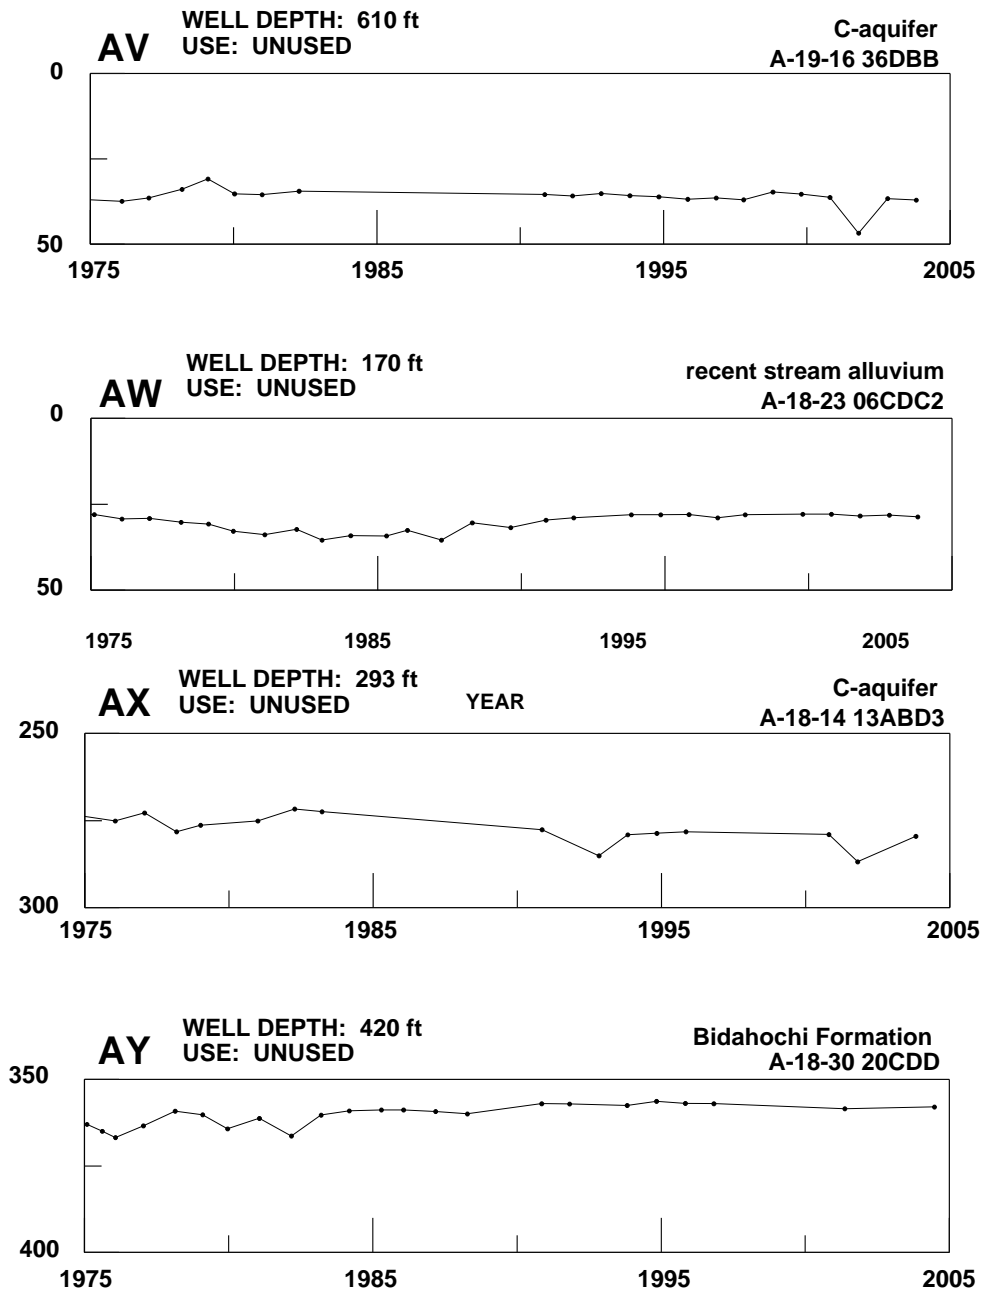 AV
WELL DEPTH: 610 ft
USE: UNUSED
C-aquifer
A-19-16 36DBB
0
50
1975 1985 1995 2005
AW
WELL DEPTH: 170 ft
USE: UNUSED
recent stream alluvium
A-18-23 06CDC2
0
50
1975 1985 1995 2005
AX
WELL DEPTH: 293 ft
USE: UNUSED
YEAR
C-aquifer
A-18-14 13ABD3
250
300
1975 1985 1995 2005
AY
WELL DEPTH: 420 ft
USE: UNUSED
Bidahochi Formation
A-18-30 20CDD
350
400
1975 1985 1995 2005